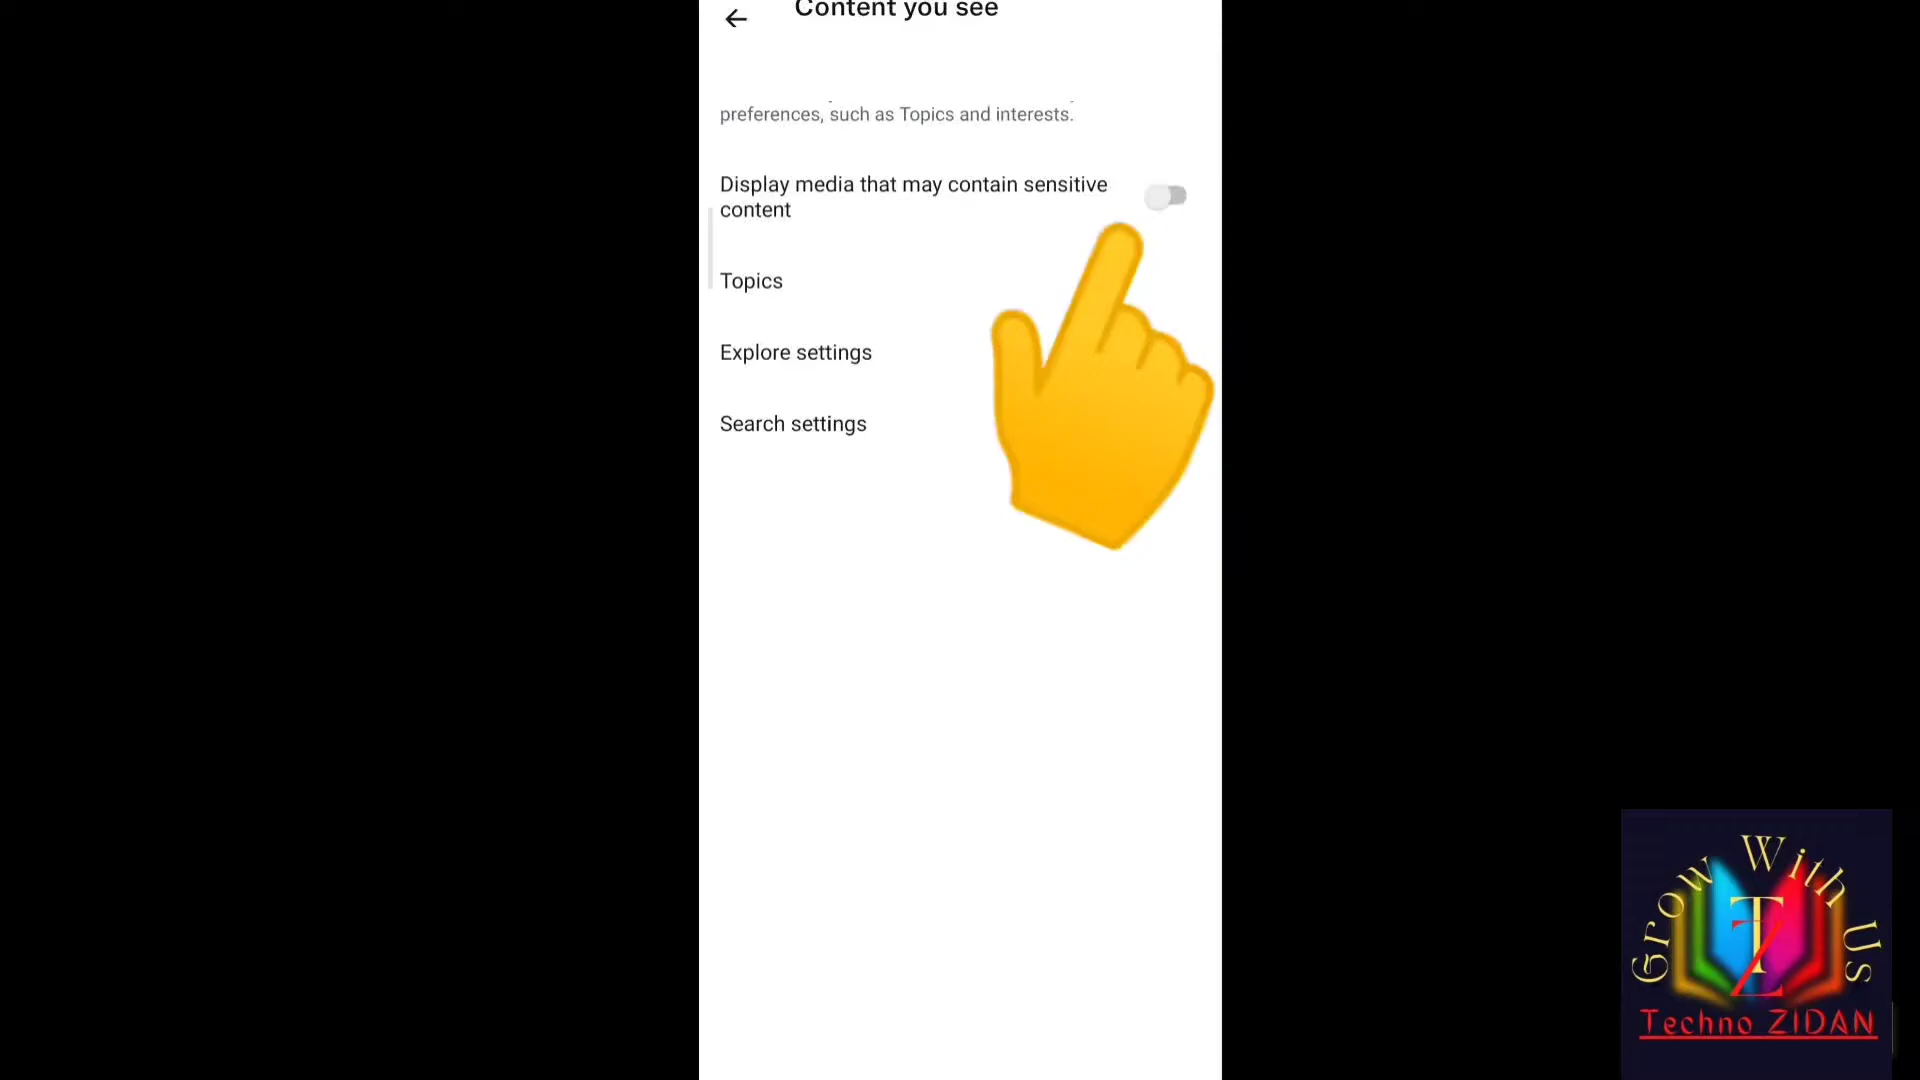 Content you see
preferences, such as Topics and interests.
Display media that may contain sensitive
content
Topics
Explore settings
Search settings
Grow With Us
TZ
Techno ZIDAN